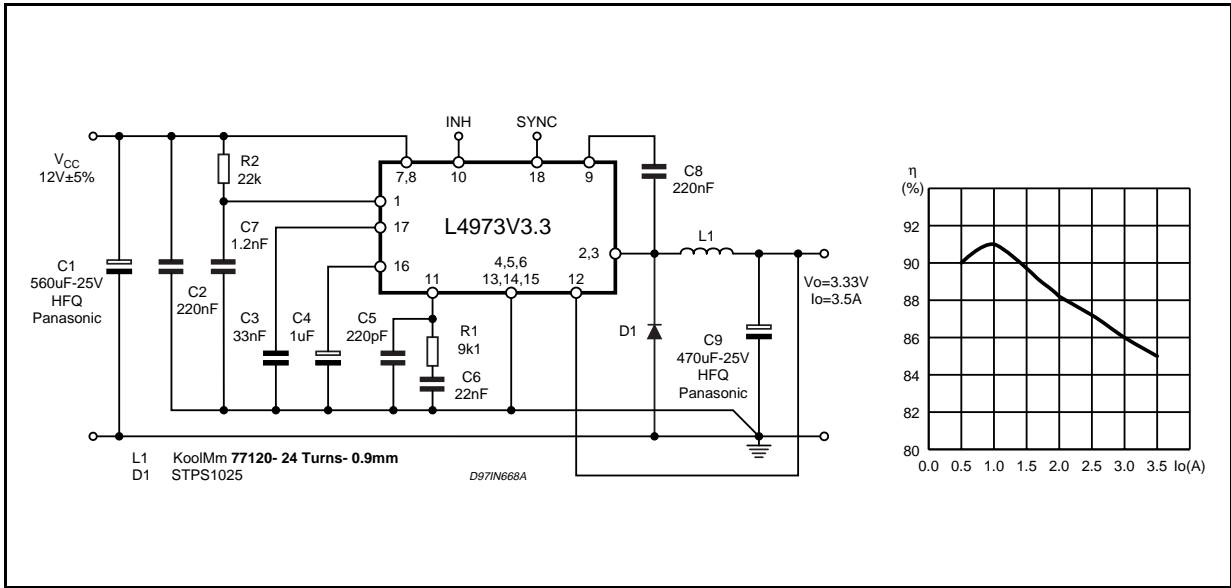 INH
SYNC
VCC
12V±5%
R2
22k
7,8
10
18
9
C8
220nF
1
17
16
L4973V3.3
C7
1.2nF
2,3
L1
4,5,6
13,14,15
11
12
C1
560uF-25V
HFQ
Panasonic
C2
220nF
C3
33nF
C4
1uF
C5
220pF
R1
9k1
C6
22nF
D1
C9
470uF-25V
HFQ
Panasonic
Vo=3.33V
Io=3.5A
L1 KoolMm 77120- 24 Turns- 0.9mm
D1 STPS1025
D97IN668A
η
(%)
92
90
88
86
84
82
80
0.0 0.5 1.0 1.5 2.0 2.5 3.0 3.5 Io(A)